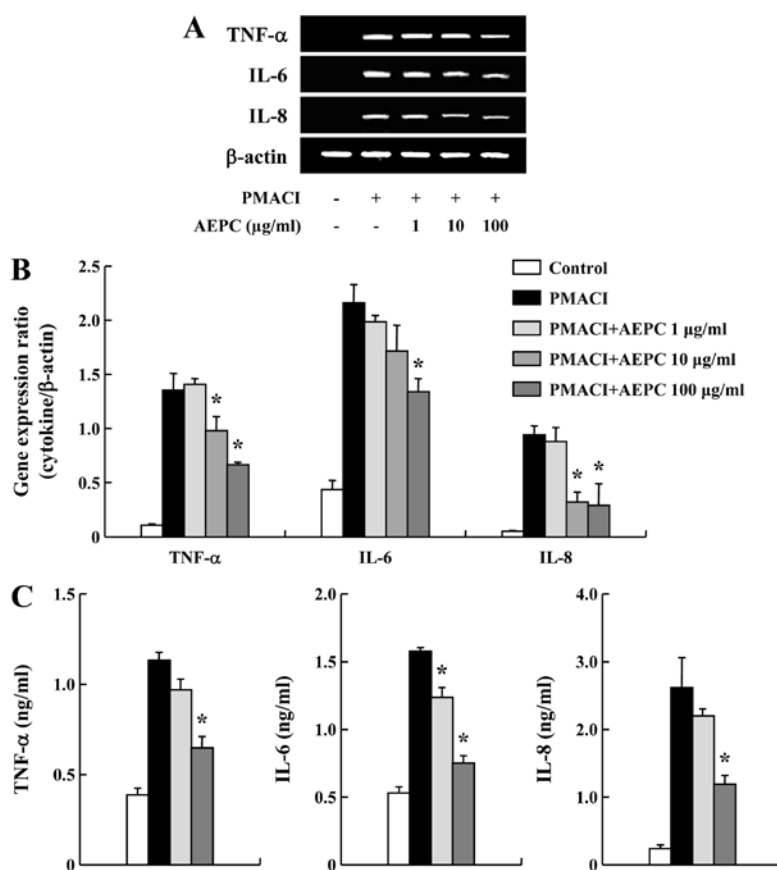 A
TNF-α
IL-6
IL-8
β-actin
PMACI - + + + +
AEPC (µg/ml) - - 1 10 100
B
Gene expression ratio
(cytokine/β-actin)
2.5
2.0
1.5
1.0
0.5
0
* * * * *
TNF-α IL-6 IL-8
Control
PMACI
PMACI+AEPC 1 µg/ml
PMACI+AEPC 10 µg/ml
PMACI+AEPC 100 µg/ml
C
TNF-α (ng/ml)
1.5
1.0
0.5
0
*
IL-6 (ng/ml)
2.0
1.5
1.0
0.5
0
* *
IL-8 (ng/ml)
4.0
3.0
2.0
1.0
0
*